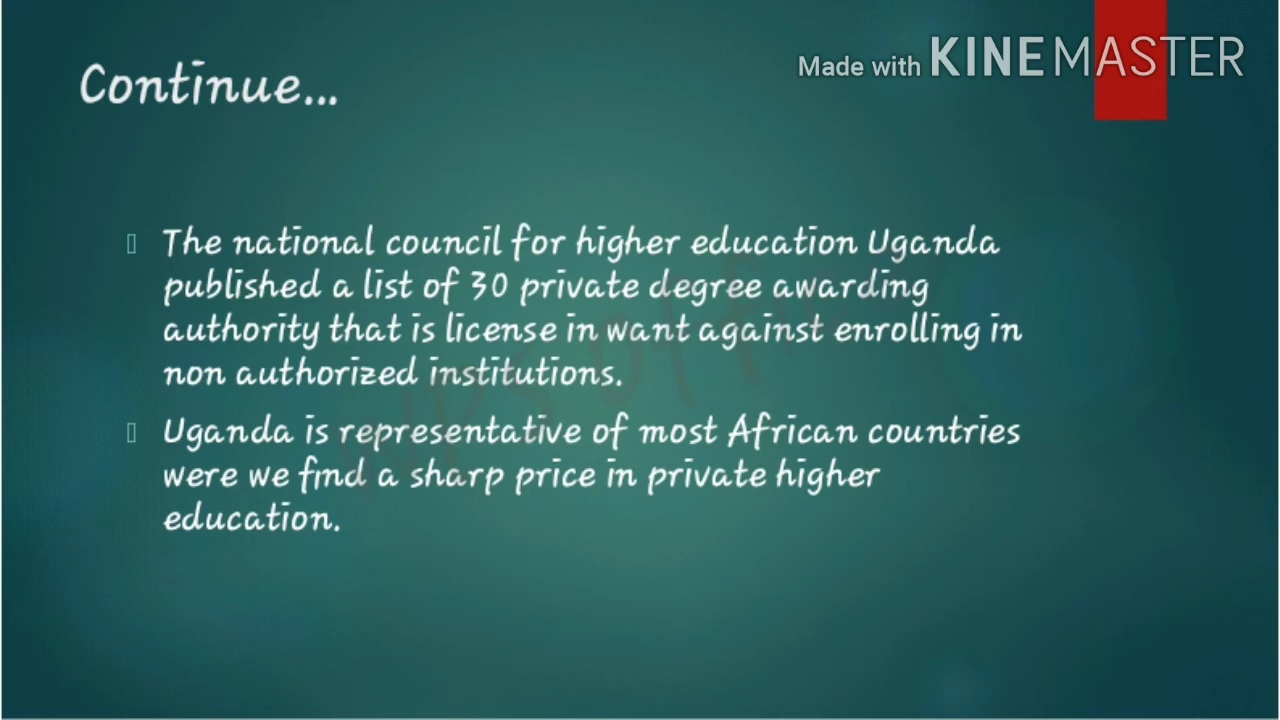 Made with KINEMASTER
Continue...
The national council for higher education Uganda
published a list of 30 private degree awarding
authority that is license in want against enrolling in
non authorized institutions.
Uganda is representative of most African countries
were we find a sharp price in private higher
education.